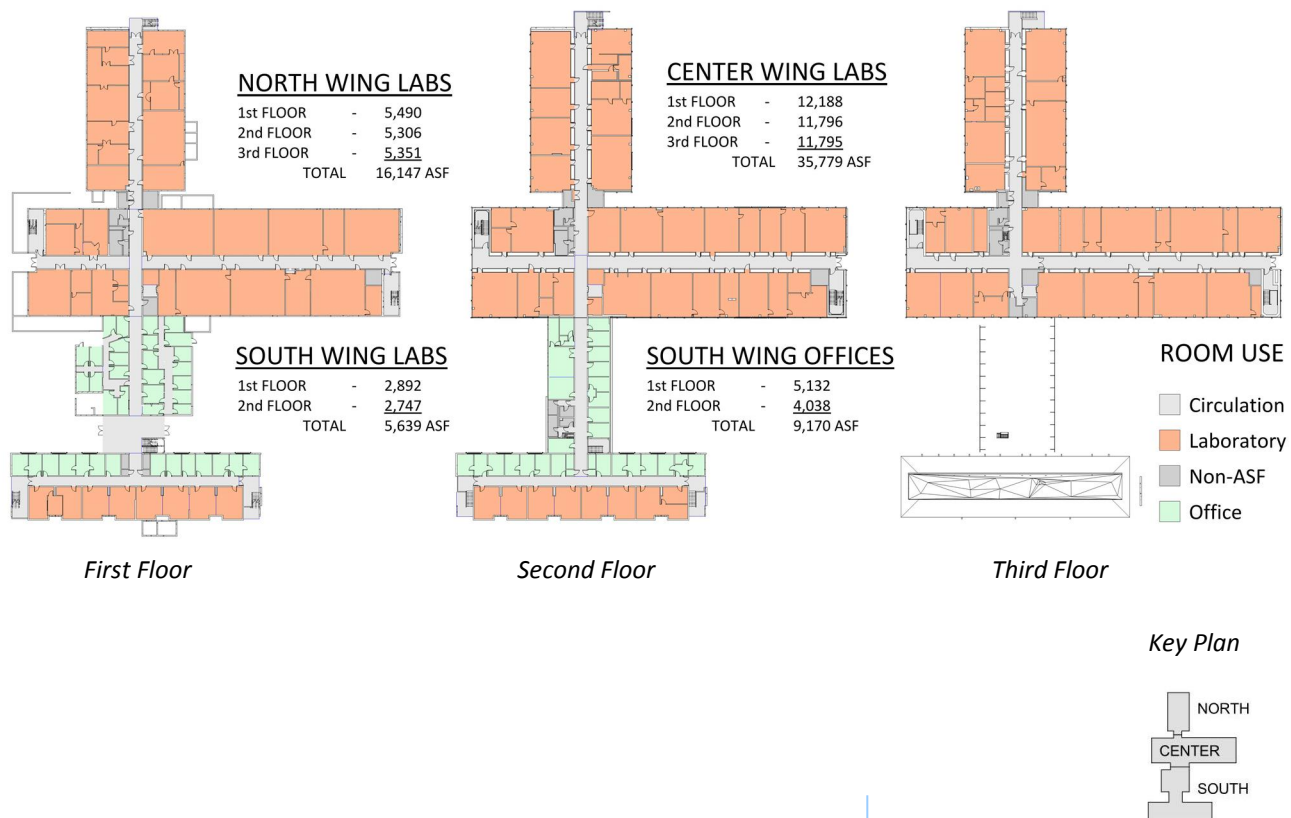 NORTH WING LABS
1st FLOOR - 5,490
2nd FLOOR - 5,306
3rd FLOOR - 5,351
TOTAL 16,147 ASF
CENTER WING LABS
1st FLOOR - 12,188
2nd FLOOR - 11,796
3rd FLOOR - 11,795
TOTAL 35,779 ASF
SOUTH WING LABS
1st FLOOR - 2,892
2nd FLOOR - 2,747
TOTAL 5,639 ASF
SOUTH WING OFFICES
1st FLOOR - 5,132
2nd FLOOR - 4,038
TOTAL 9,170 ASF
ROOM USE
Circulation
Laboratory
Non-ASF
Office
First Floor
Second Floor
Third Floor
Key Plan
NORTH
CENTER
SOUTH